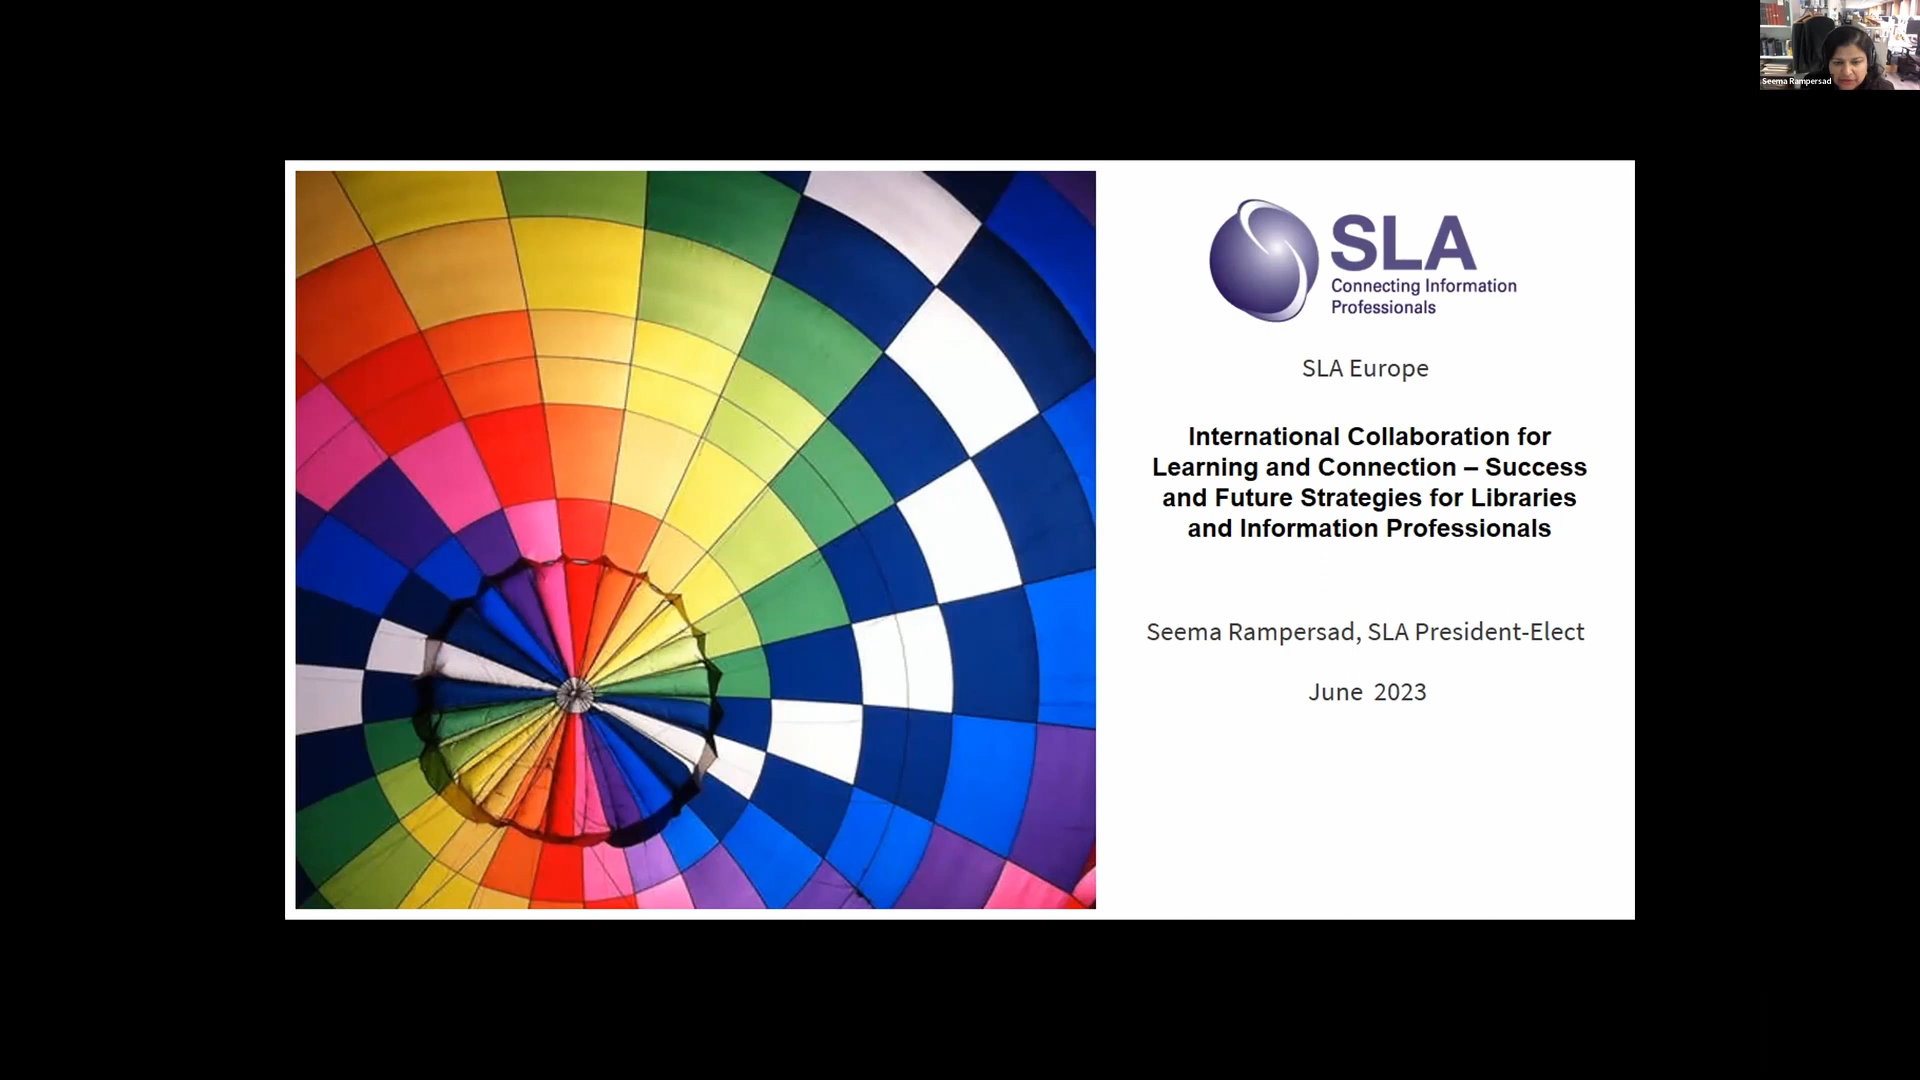 Seema Rampersad
SLA
Connecting Information
Professionals
SLA Europe
International Collaboration for
Learning and Connection – Success
and Future Strategies for Libraries
and Information Professionals
Seema Rampersad, SLA President-Elect
June 2023